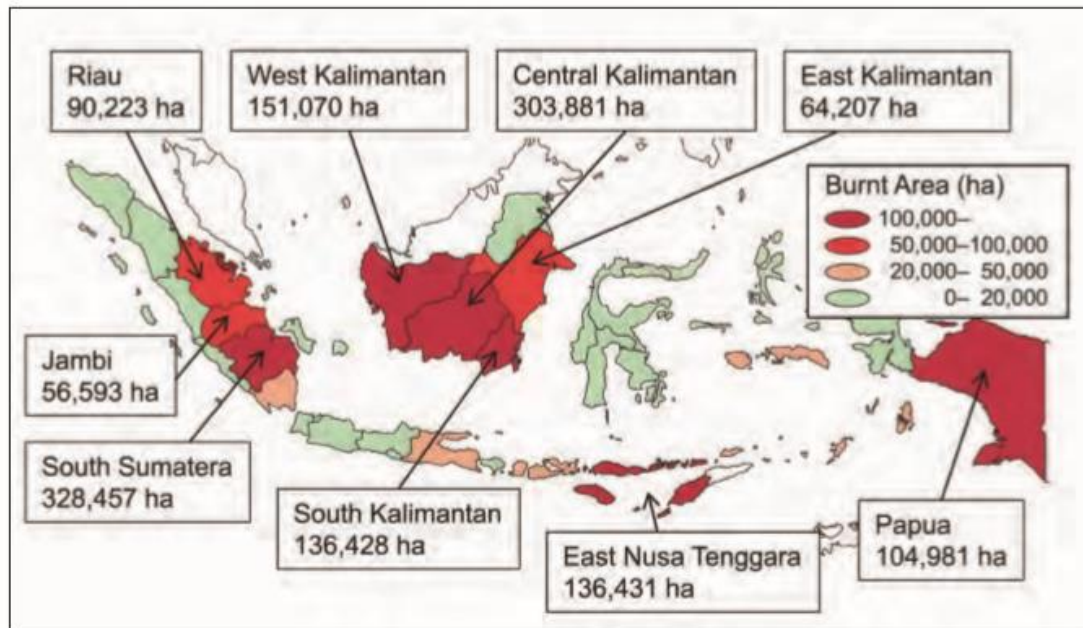 Riau
90,223 ha
West Kalimantan
151,070 ha
Central Kalimantan
303,881 ha
East Kalimantan
64,207 ha
Burnt Area (ha)
100,000–
50,000–100,000
20,000– 50,000
0– 20,000
Jambi
56,593 ha
South Sumatera
328,457 ha
South Kalimantan
136,428 ha
East Nusa Tenggara
136,431 ha
Papua
104,981 ha